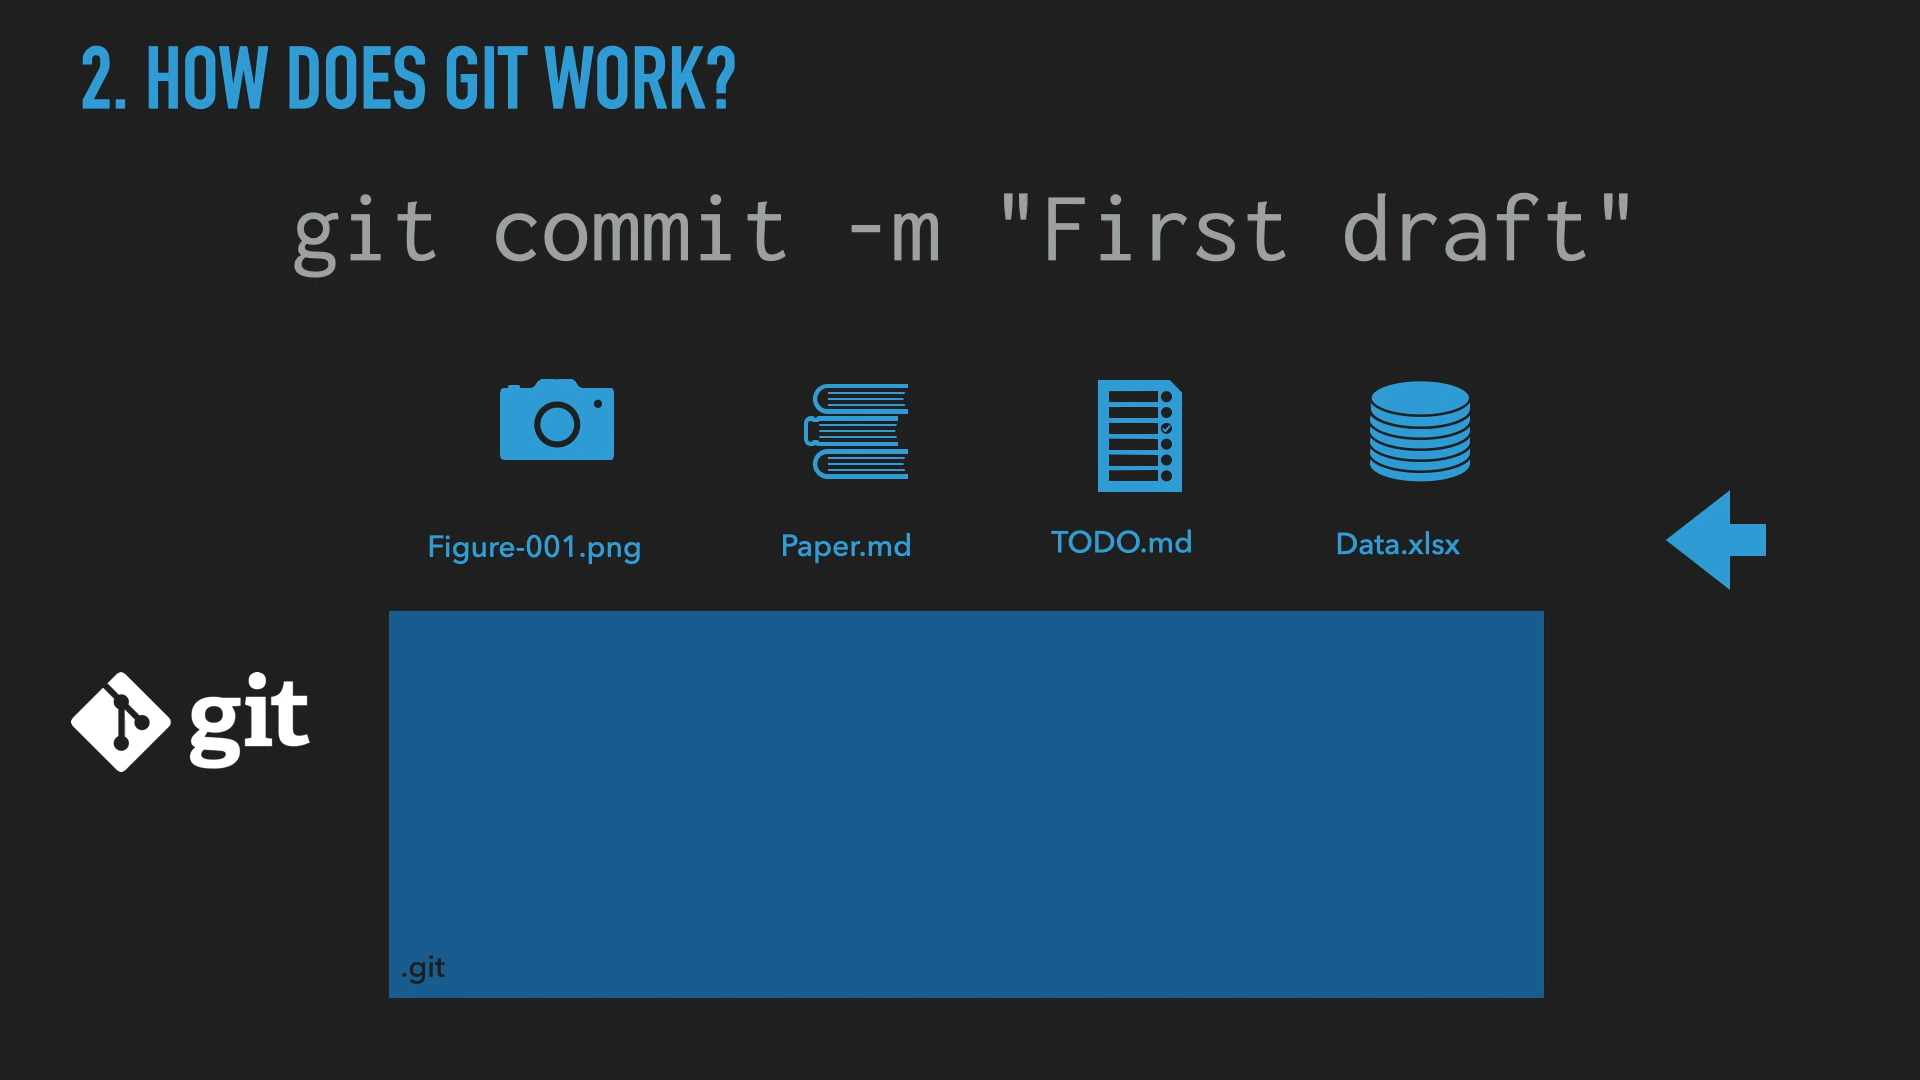 2. HOW DOES GIT WORK?
git commit -m "First draft"
Figure-001.png
Paper.md
TODO.md
Data.xlsx
git
.git